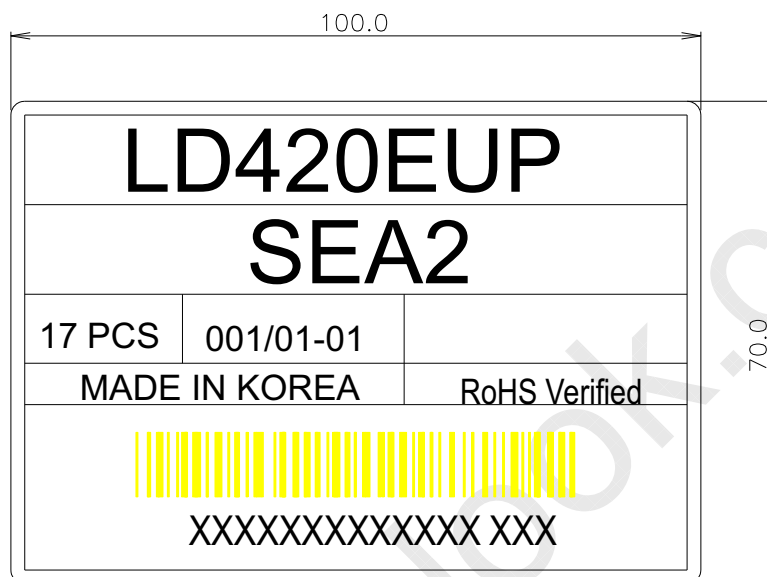 100.0
LD420EUP
SEA2
17 PCS 001/01-01
70.0
MADE IN KOREA RoHS Verified
XXXXXXXXXXXXX XXX